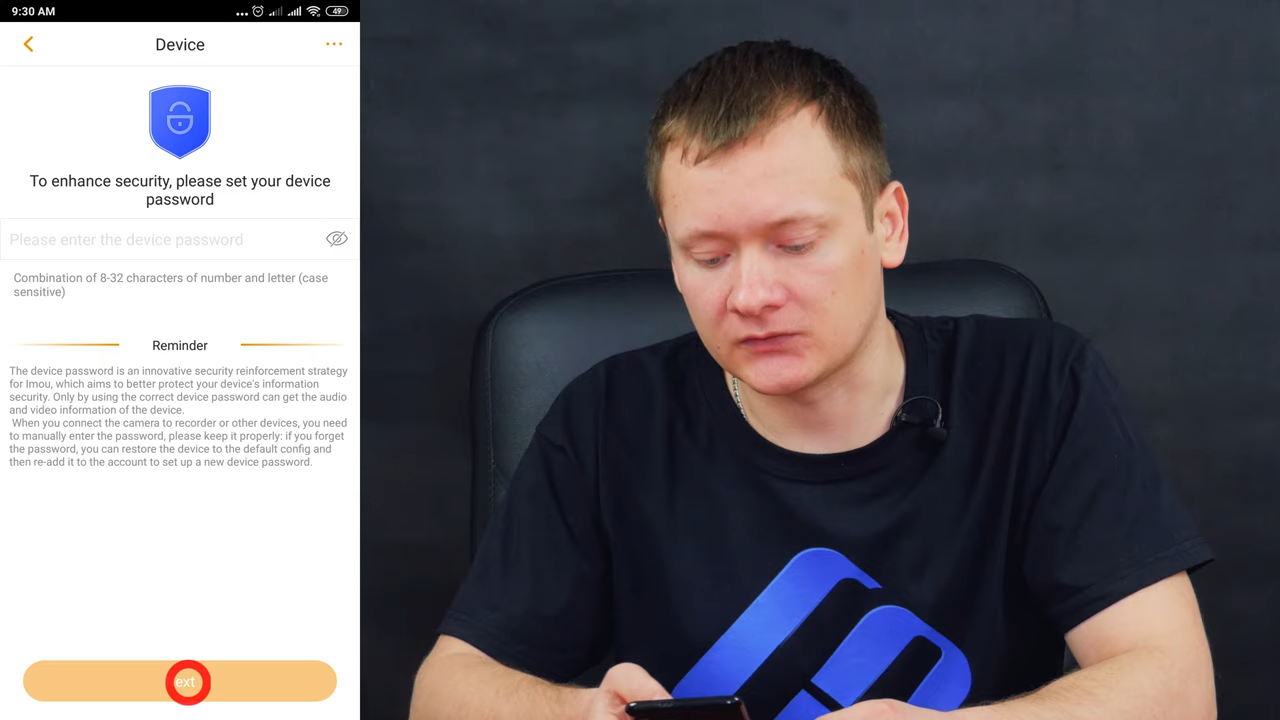 9:30 AM
49
Device
To enhance security, please set your device
password
Please enter the device password
Combination of 8-32 characters of number and letter (case
sensitive)
Reminder
The device password is an innovative security reinforcement strategy
for Imou, which aims to better protect your device's information
security. Only by using the correct device password can get the audio
and video information of the device.
When you connect the camera to recorder or other devices, you need
to manually enter the password, please keep it properly: if you forget
the password, you can restore the device to the default config and
then re-add it to the account to set up a new device password.
ext